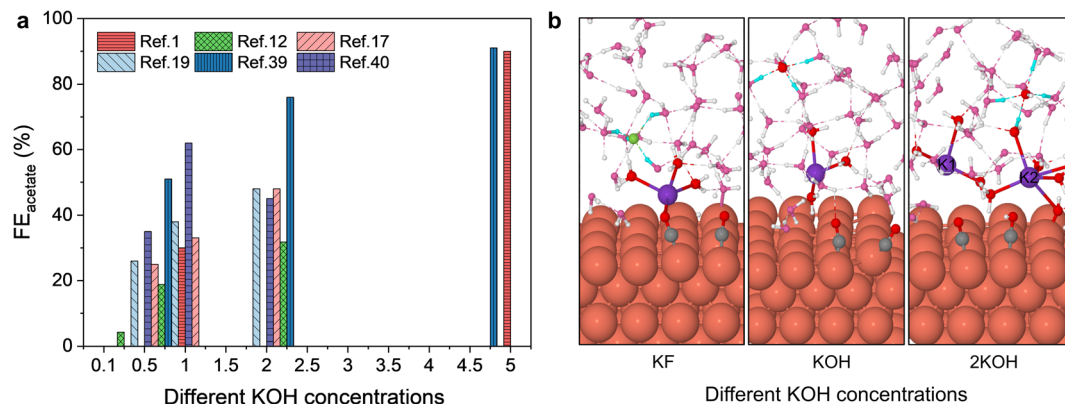 a
FEacetate (%)
100
80
60
40
20
0
Ref.1
Ref.12
Ref.17
Ref.19
Ref.39
Ref.40
0.1 0.5 1 1.5 2 2.5 3 3.5 4 4.5 5
Different KOH concentrations
b
K1
K2
KF KOH 2KOH
Different KOH concentrations